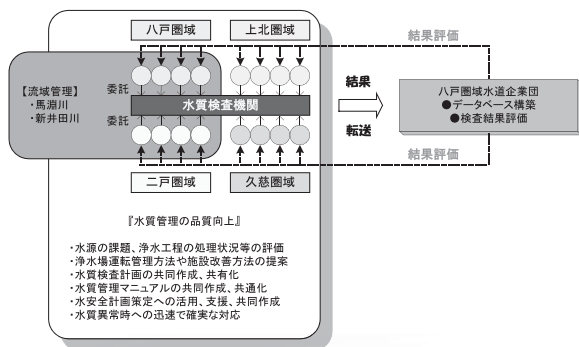 八戸圏域
上北圏域
結果評価
【流域管理】
・馬淵川
・新井田川
委託
水質検査機関
委託
結果
転送
八戸圏域水道企業団
●データベース構築
●検査結果評価
結果評価
二戸圏域
久慈圏域
『水質管理の品質向上』
・水源の課題、浄水工程の処理状況等の評価
・浄水場運転管理方法や施設改善方法の提案
・水質検査計画の共同作成、共有化
・水質管理マニュアルの共同作成、共通化
・水安全計画策定への活用、支援、共同作成
・水質異常時への迅速で確実な対応